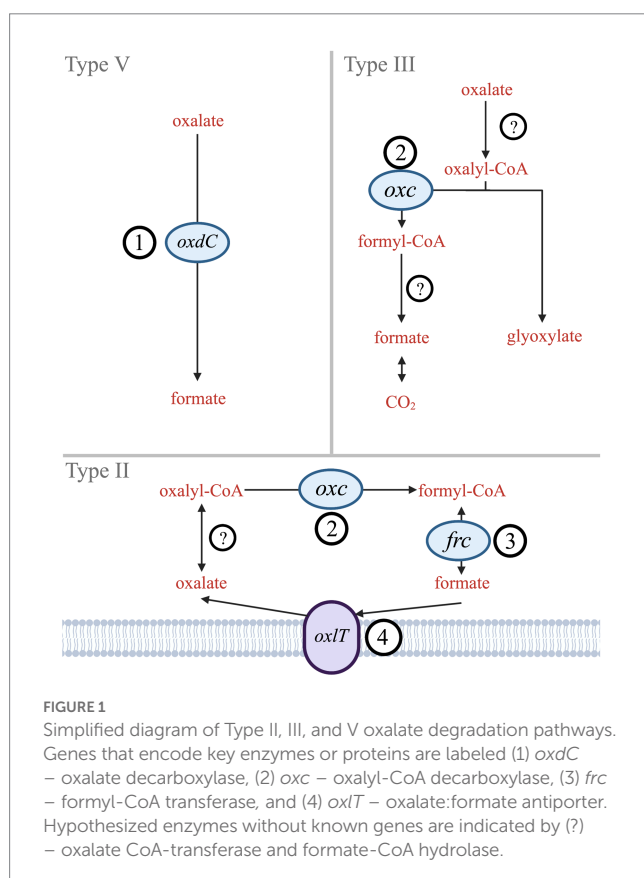 Type V
oxalate
1
oxdC
formate
Type III
oxalate
?
2
oxalyl-CoA
oxc
formyl-CoA
?
formate
glyoxylate
CO₂
Type II
oxalyl-CoA
oxc
formyl-CoA
2
?
frc
3
oxalate
formate
oxlT
4
FIGURE 1
Simplified diagram of Type II, III, and V oxalate degradation pathways.
Genes that encode key enzymes or proteins are labeled (1) oxdC
– oxalate decarboxylase, (2) oxc – oxalyl-CoA decarboxylase, (3) frc
– formyl-CoA transferase, and (4) oxlT – oxalate:formate antiporter.
Hypothesized enzymes without known genes are indicated by (?)
– oxalate CoA-transferase and formate-CoA hydrolase.